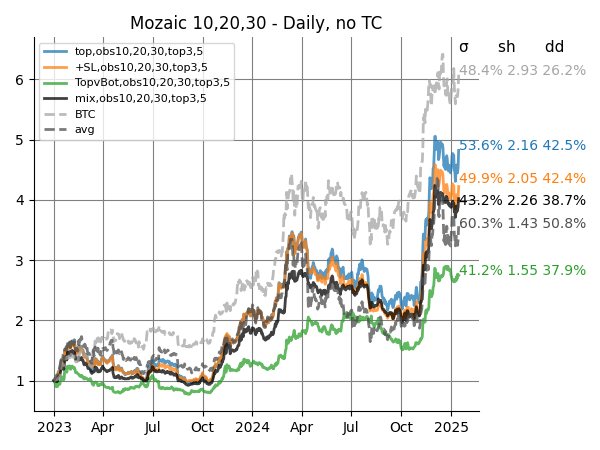 Mozaic 10,20,30 - Daily, no TC
σ sh dd
top,obs10,20,30,top3,5
+SL,obs10,20,30,top3,5
TopvBot,obs10,20,30,top3,5
mix,obs10,20,30,top3,5
BTC
avg
48.4% 2.93 26.2%
53.6% 2.16 42.5%
49.9% 2.05 42.4%
43.2% 2.26 38.7%
60.3% 1.43 50.8%
41.2% 1.55 37.9%
6
5
4
3
2
1
2023 Apr Jul Oct 2024 Apr Jul Oct 2025